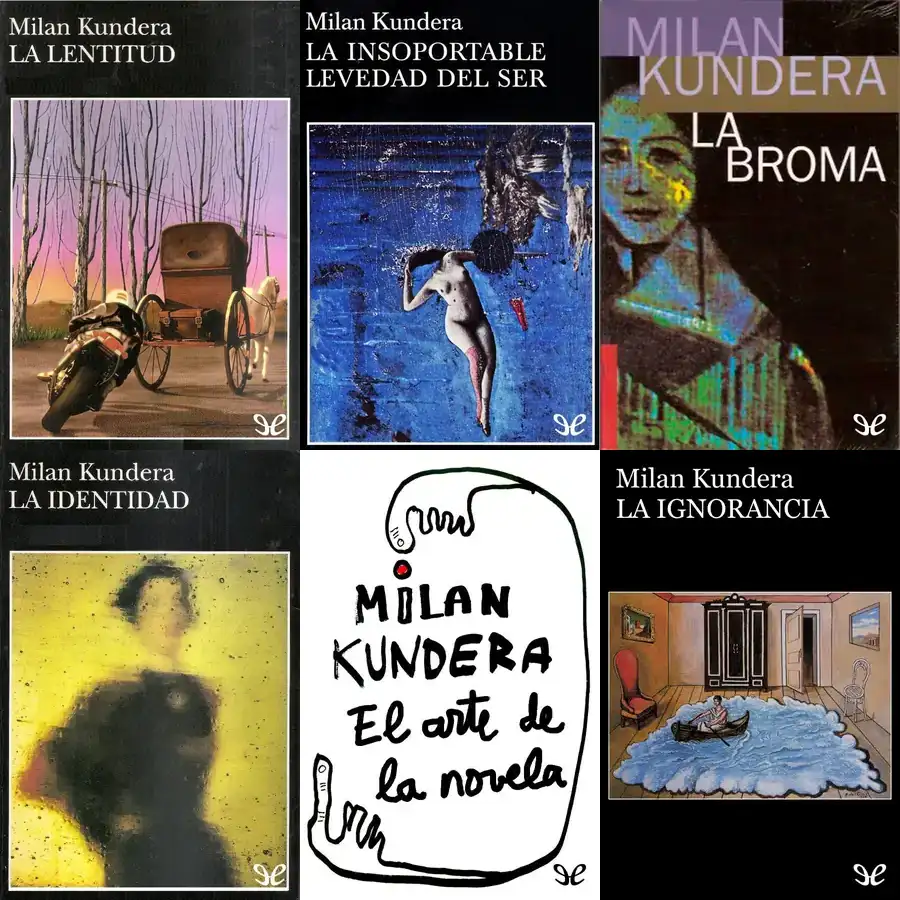 Milan Kundera
LA LENTITUD
Milan Kundera
LA INSOPORTABLE
LEVEDAD DEL SER
MILAN
KUNDERA
LA
BROMA
Milan Kundera
LA IDENTIDAD
MILAN
KUNDERA
El arte de
la novela
Milan Kundera
LA IGNORANCIA